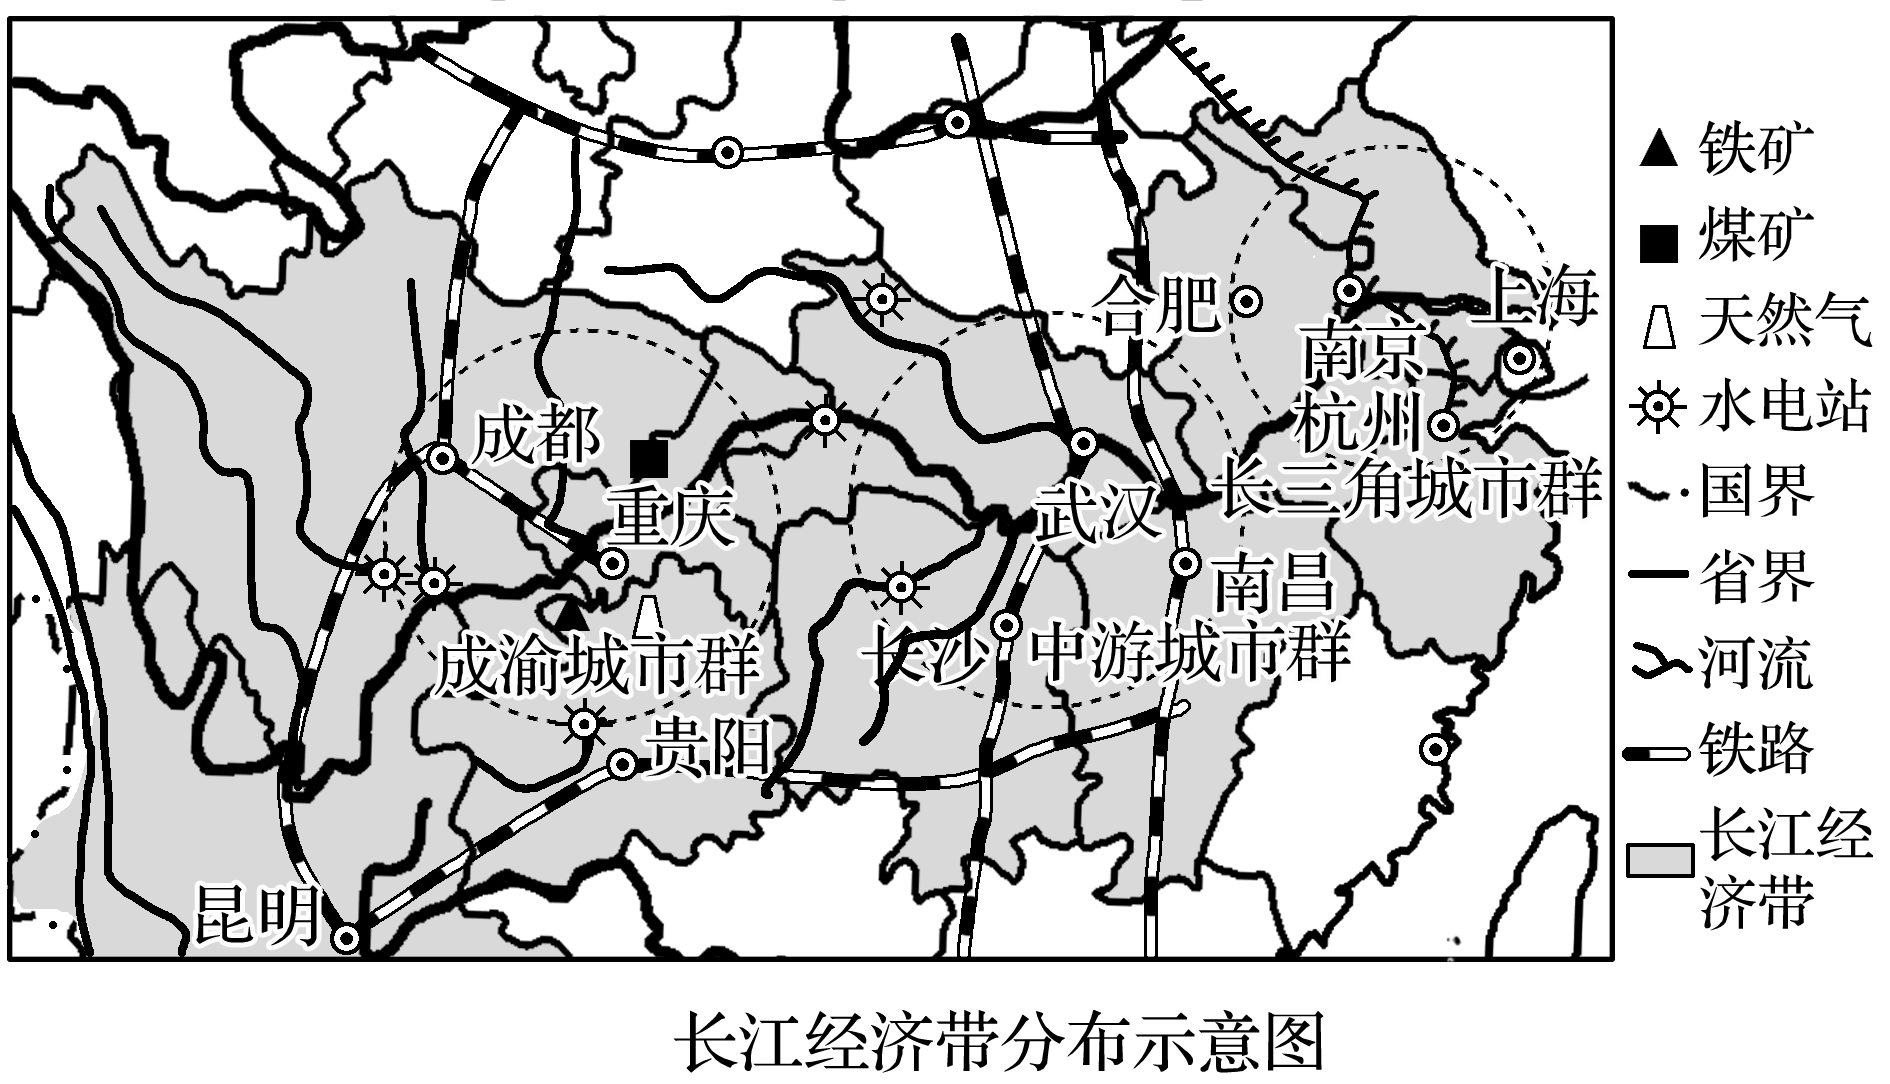 合肥
上海
南京
杭州
成都
重庆
武汉
长三角城市群
南昌
成渝城市群
长沙
中游城市群
贵阳
昆明
铁矿
煤矿
天然气
水电站
国界
省界
河流
铁路
长江经
济带
长江经济带分布示意图